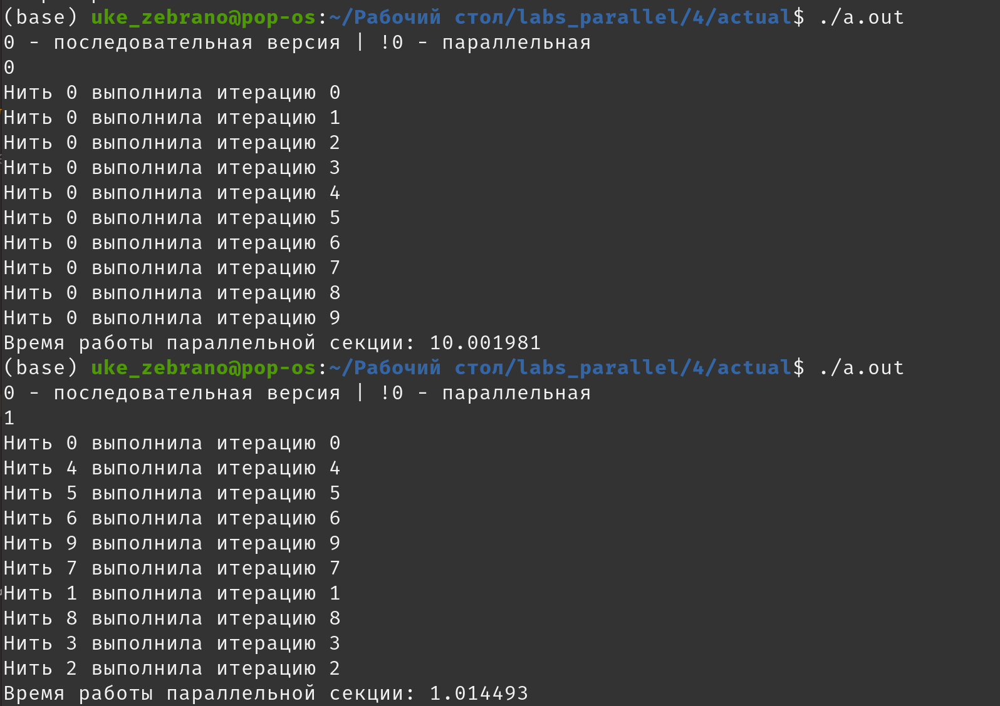 (base) uke_zebrano@pop-os:~/Рабочий стол/labs_parallel/4/actual$ ./a.out
0 - последовательная версия | !0 - параллельная
0
Нить 0 выполнила итерацию 0
Нить 0 выполнила итерацию 1
Нить 0 выполнила итерацию 2
Нить 0 выполнила итерацию 3
Нить 0 выполнила итерацию 4
Нить 0 выполнила итерацию 5
Нить 0 выполнила итерацию 6
Нить 0 выполнила итерацию 7
Нить 0 выполнила итерацию 8
Нить 0 выполнила итерацию 9
Время работы параллельной секции: 10.001981
(base) uke_zebrano@pop-os:~/Рабочий стол/labs_parallel/4/actual$ ./a.out
0 - последовательная версия | !0 - параллельная
1
Нить 0 выполнила итерацию 0
Нить 4 выполнила итерацию 4
Нить 5 выполнила итерацию 5
Нить 6 выполнила итерацию 6
Нить 9 выполнила итерацию 9
Нить 7 выполнила итерацию 7
Нить 1 выполнила итерацию 1
Нить 8 выполнила итерацию 8
Нить 3 выполнила итерацию 3
Нить 2 выполнила итерацию 2
Время работы параллельной секции: 1.014493